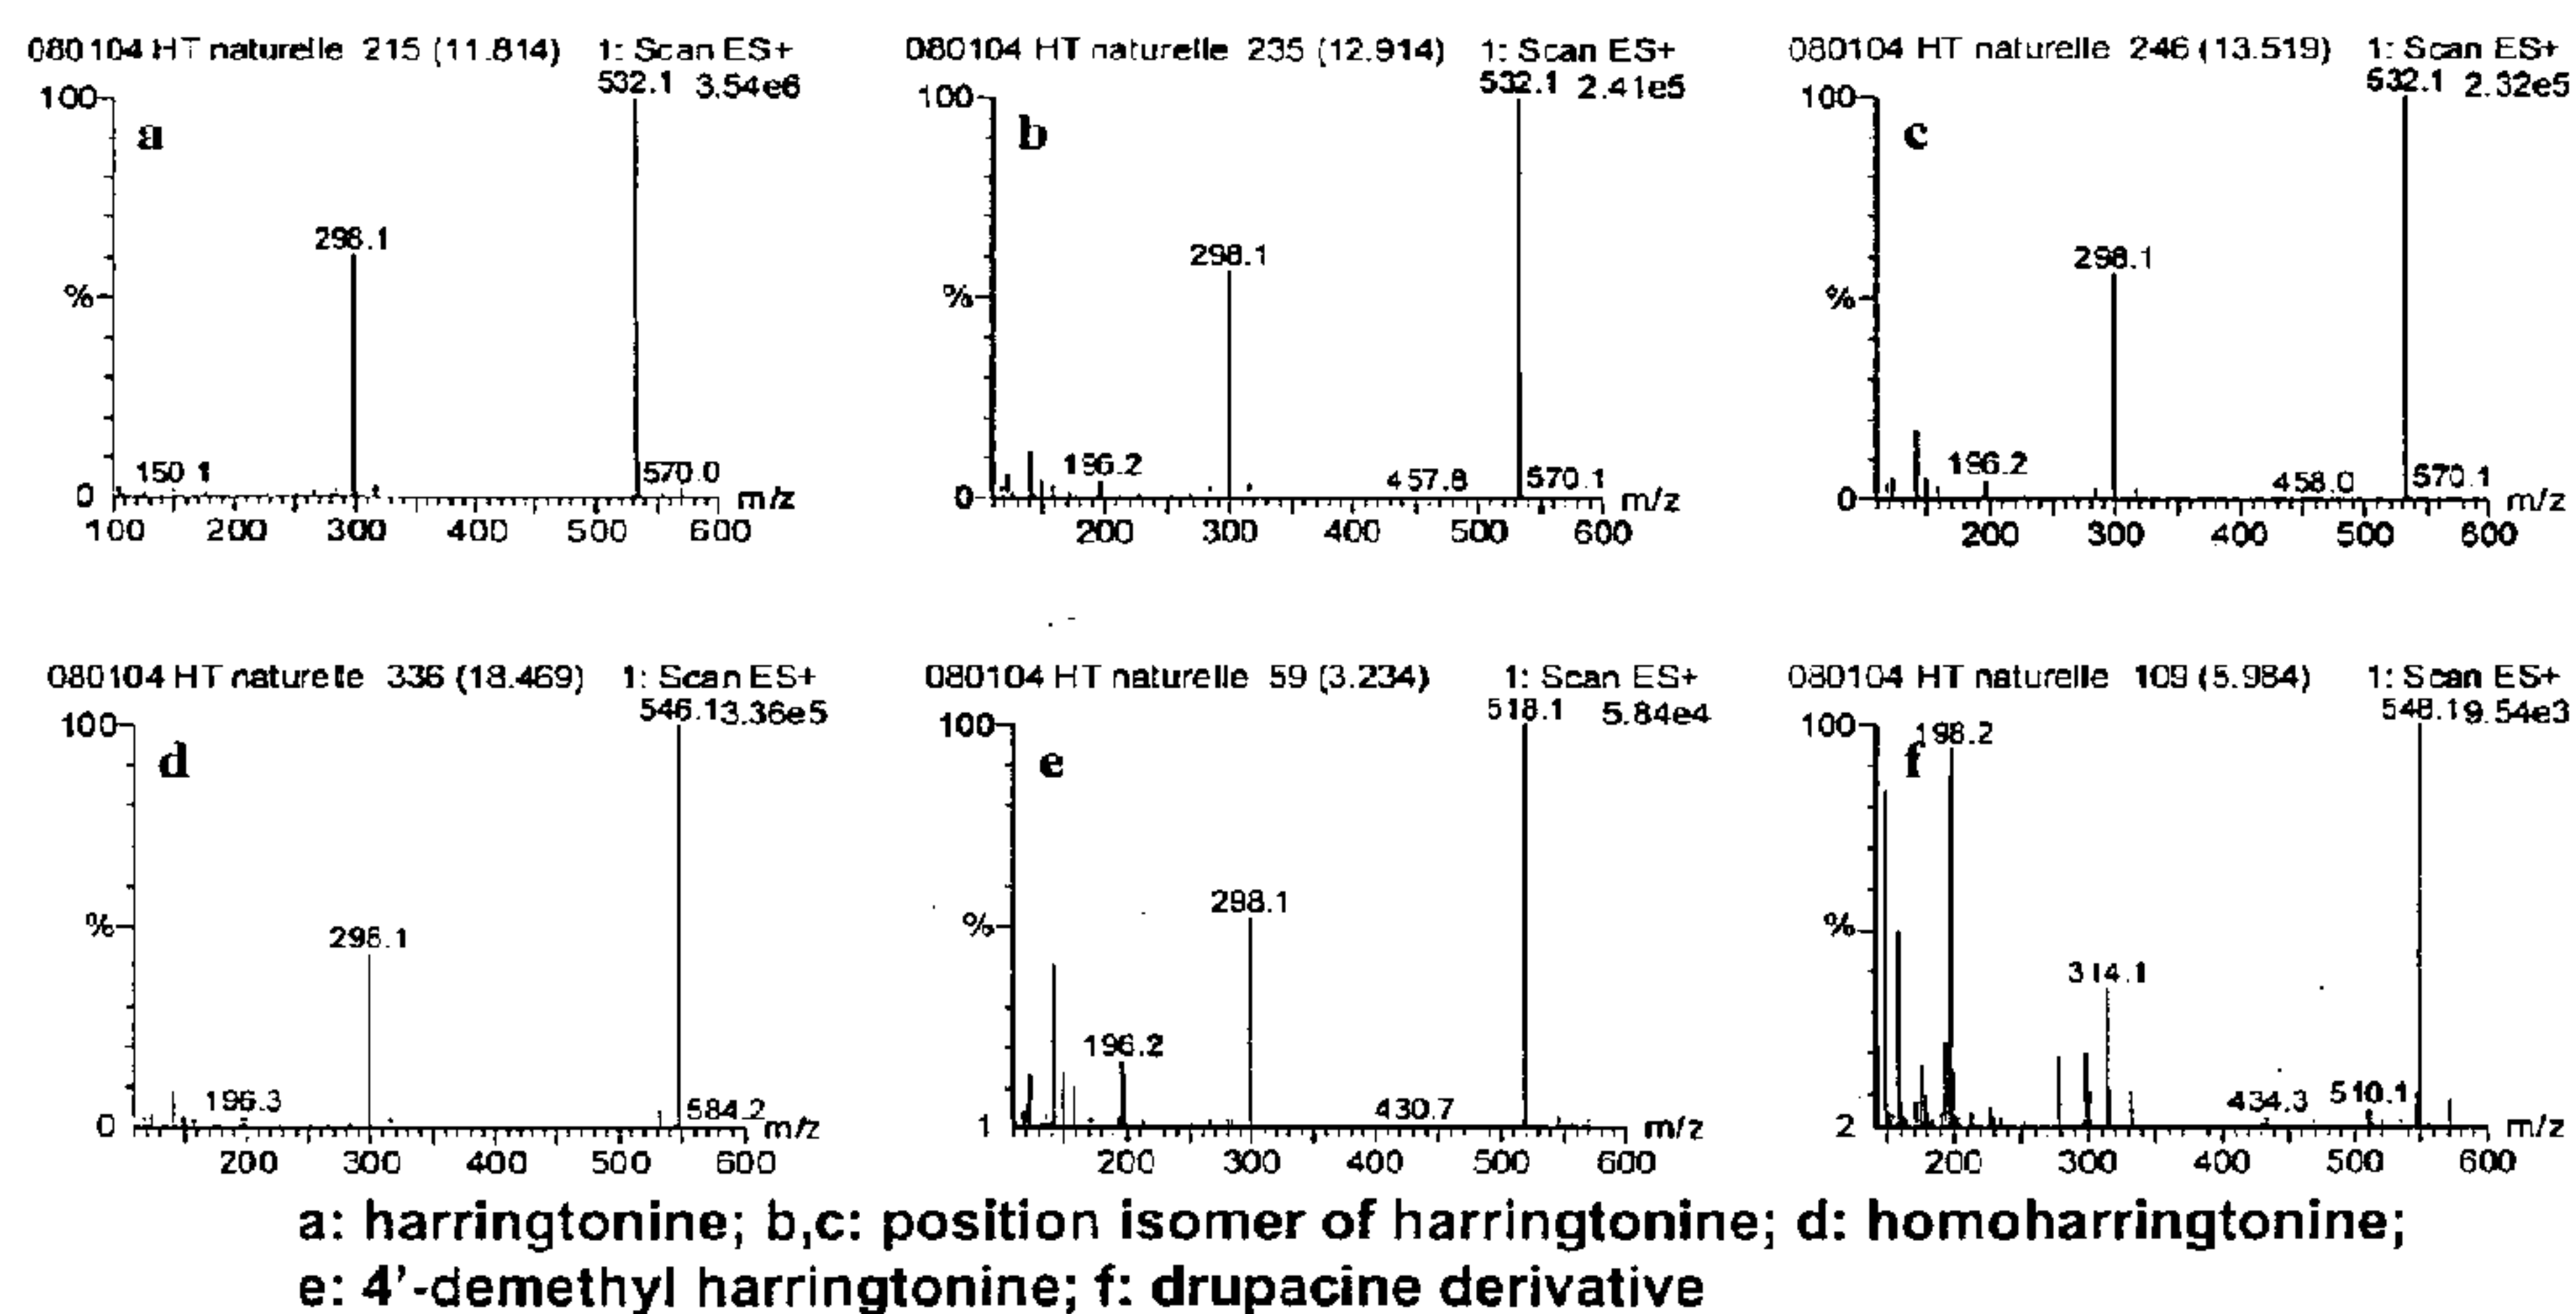 080104 HT naturelle 215 (11.814) 1: Scan ES+
532.1 3.54e6
100
a
298.1
%
150.1
570.0
0
m/z
100 200 300 400 500 600
080104 HT naturelle 235 (12.914) 1: Scan ES+
532.1 2.41e5
100
b
298.1
%
196.2
457.8
570.1
0
m/z
200 300 400 500 600
080104 HT naturelle 246 (13.519) 1: Scan ES+
532.1 2.32e5
100
c
298.1
%
196.2
458.0
570.1
0
m/z
200 300 400 500 600
080104 HT naturelle 336 (18.469) 1: Scan ES+
546.1 3.36e5
100
d
298.1
%
196.3
584.2
0
m/z
200 300 400 500 600
080104 HT naturelle 59 (3.234) 1: Scan ES+
518.1 5.84e4
100
e
298.1
%
196.2
430.7
1
m/z
200 300 400 500 600
080104 HT naturelle 109 (5.984) 1: Scan ES+
548.1 9.54e3
100
198.2
f
%
314.1
434.3
510.1
2
m/z
200 300 400 500 600
a: harringtonine; b,c: position isomer of harringtonine; d: homoharringtonine;
e: 4'-demethyl harringtonine; f: drupacine derivative